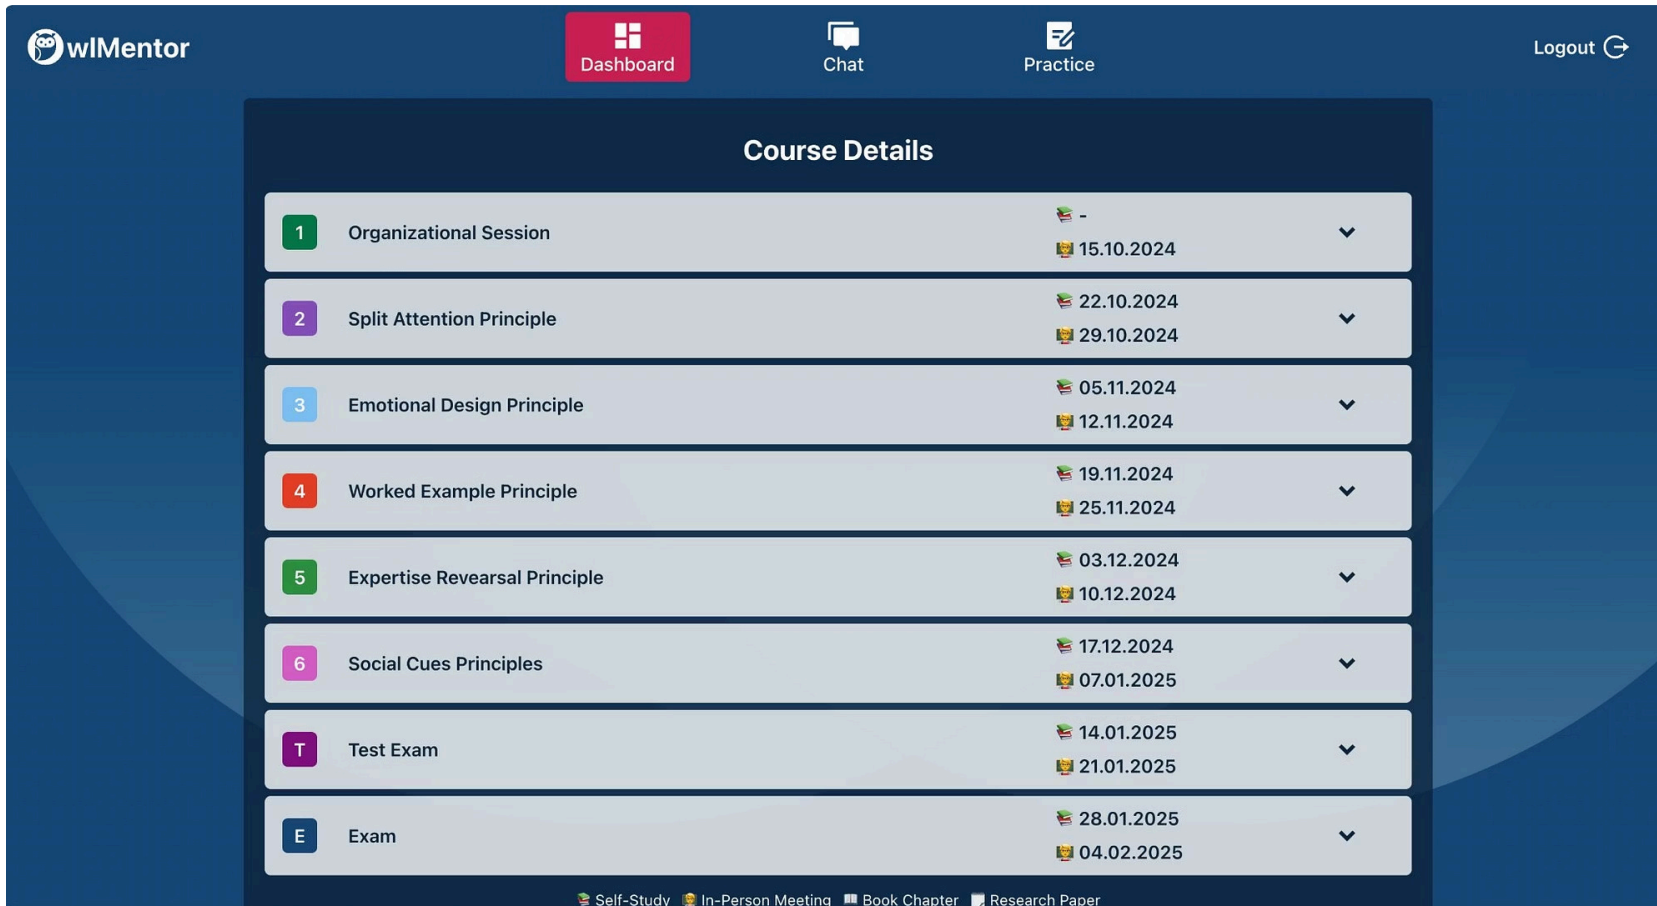 OwlMentor
Dashboard
Chat
Practice
Logout
Course Details
1 Organizational Session
-
15.10.2024
2 Split Attention Principle
22.10.2024
29.10.2024
3 Emotional Design Principle
05.11.2024
12.11.2024
4 Worked Example Principle
19.11.2024
25.11.2024
5 Expertise Revearsal Principle
03.12.2024
10.12.2024
6 Social Cues Principles
17.12.2024
07.01.2025
T Test Exam
14.01.2025
21.01.2025
E Exam
28.01.2025
04.02.2025
Self-Study In-Person Meeting Book Chapter Research Paper